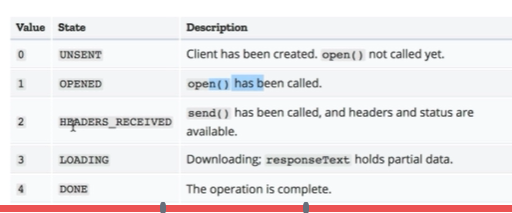 Value State Description
0 UNSENT Client has been created. open() not called yet.
1 OPENED open() has been called.
2 HEADERS_RECEIVED send() has been called, and headers and status are
available.
3 LOADING Downloading; responseText holds partial data.
4 DONE The operation is complete.